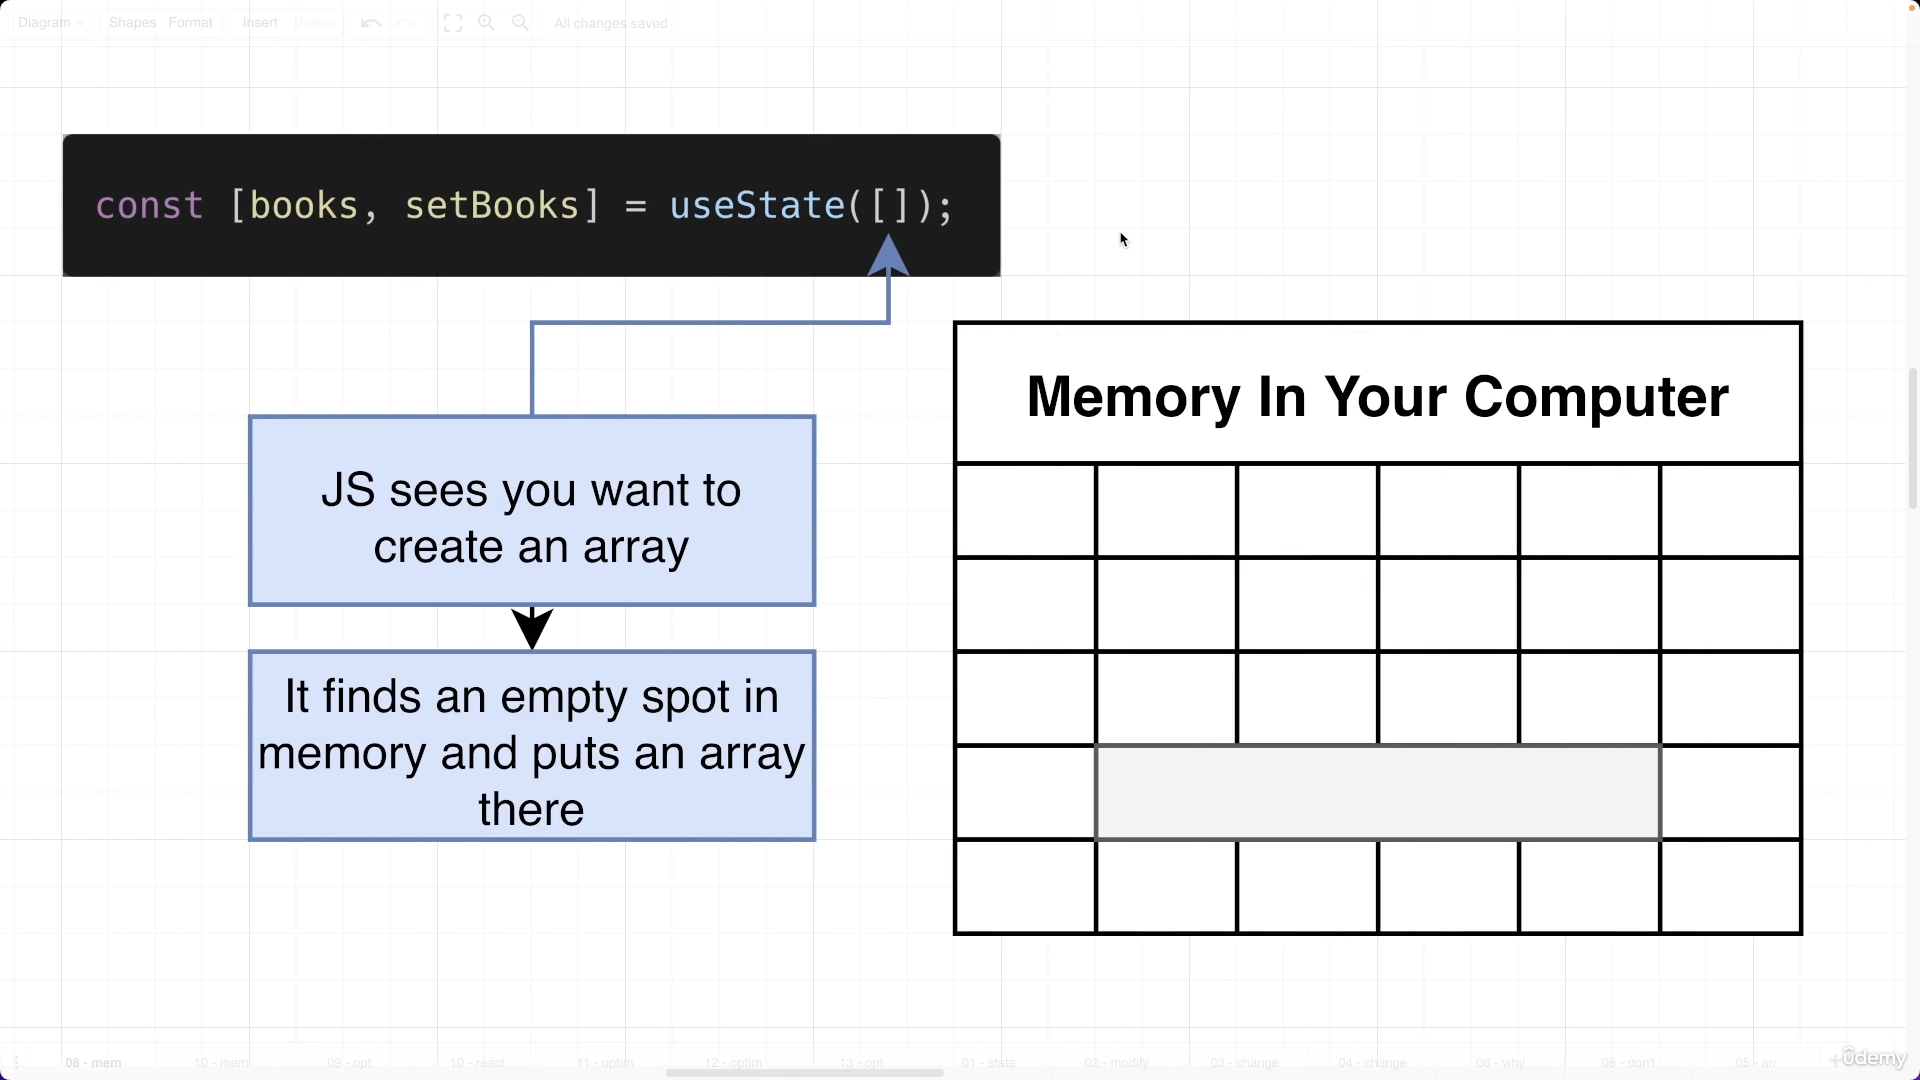 Diagram Shapes Format Insert Delete All changes saved
const [books, setBooks] = useState([]);
Memory In Your Computer
JS sees you want to
create an array
It finds an empty spot in
memory and puts an array
there
08 - mem 10 - mem 09 - opt 10 - react 11 - optim 12 - optim 13 - opt 01 - state 02 - modify 03 - change 04 - change 06 - why 06 - don't 05 - arr
ûdemy